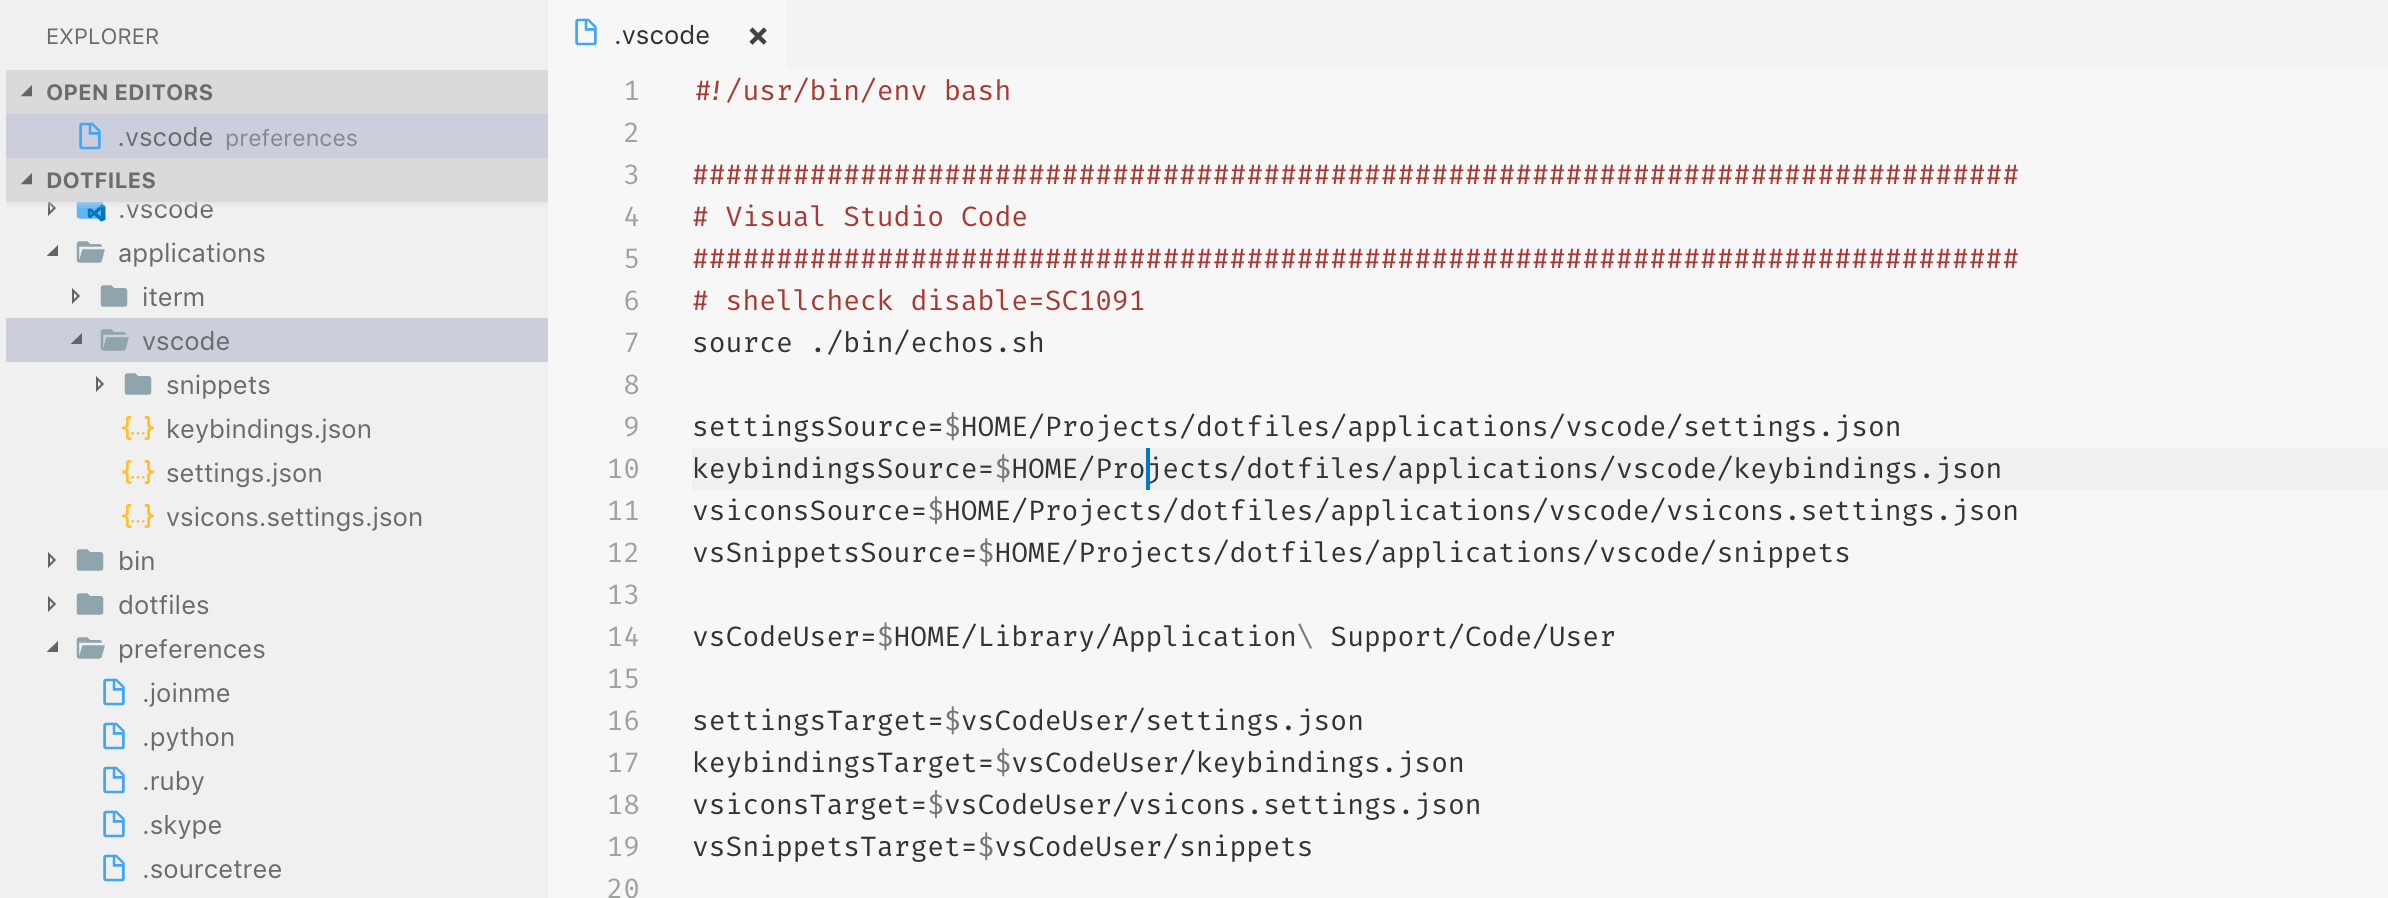 EXPLORER
OPEN EDITORS
.vscode preferences
DOTFILES
.vscode
applications
iterm
vscode
snippets
keybindings.json
settings.json
vsicons.settings.json
bin
dotfiles
preferences
.joinme
.python
.ruby
.skype
.sourcetree
.vscode
1 #!/usr/bin/env bash
2
3 ###############################################################################
4 # Visual Studio Code
5 ###############################################################################
6 # shellcheck disable=SC1091
7 source ./bin/echos.sh
8
9 settingsSource=$HOME/Projects/dotfiles/applications/vscode/settings.json
10 keybindingsSource=$HOME/Projects/dotfiles/applications/vscode/keybindings.json
11 vsiconsSource=$HOME/Projects/dotfiles/applications/vscode/vsicons.settings.json
12 vsSnippetsSource=$HOME/Projects/dotfiles/applications/vscode/snippets
13
14 vsCodeUser=$HOME/Library/Application\ Support/Code/User
15
16 settingsTarget=$vsCodeUser/settings.json
17 keybindingsTarget=$vsCodeUser/keybindings.json
18 vsiconsTarget=$vsCodeUser/vsicons.settings.json
19 vsSnippetsTarget=$vsCodeUser/snippets
20